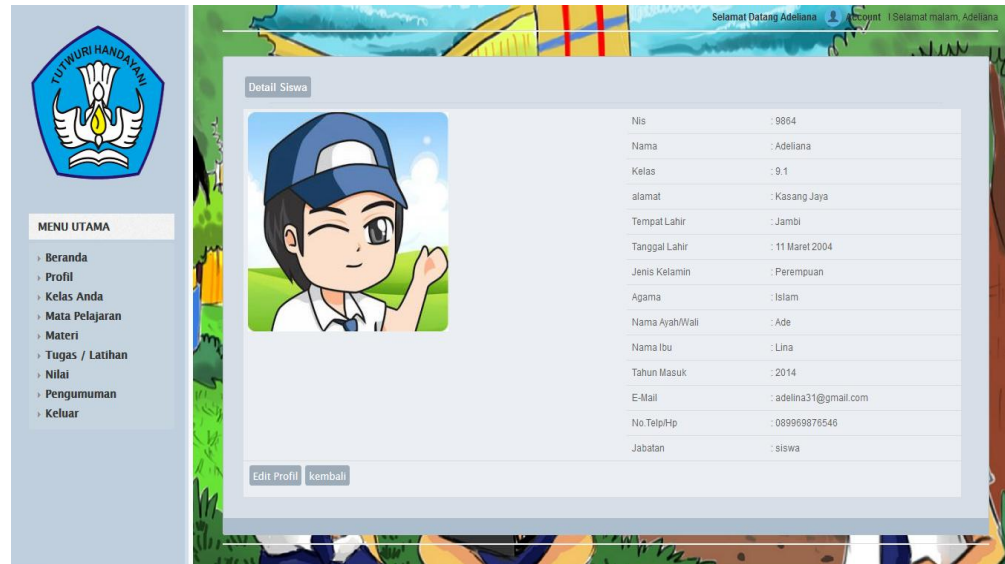 Selamat Datang Adeliana Account | Selamat malam, Adeliana
TUTWURI HANDAYANI
MENU UTAMA
Beranda
Profil
Kelas Anda
Mata Pelajaran
Materi
Tugas / Latihan
Nilai
Pengumuman
Keluar
Detail Siswa
Nis : 9864
Nama : Adeliana
Kelas : 9.1
alamat : Kasang Jaya
Tempat Lahir : Jambi
Tanggal Lahir : 11 Maret 2004
Jenis Kelamin : Perempuan
Agama : Islam
Nama Ayah/Wali : Ade
Nama Ibu : Lina
Tahun Masuk : 2014
E-Mail : adelina31@gmail.com
No.Telp/Hp : 089969876546
Jabatan : siswa
Edit Profil kembali